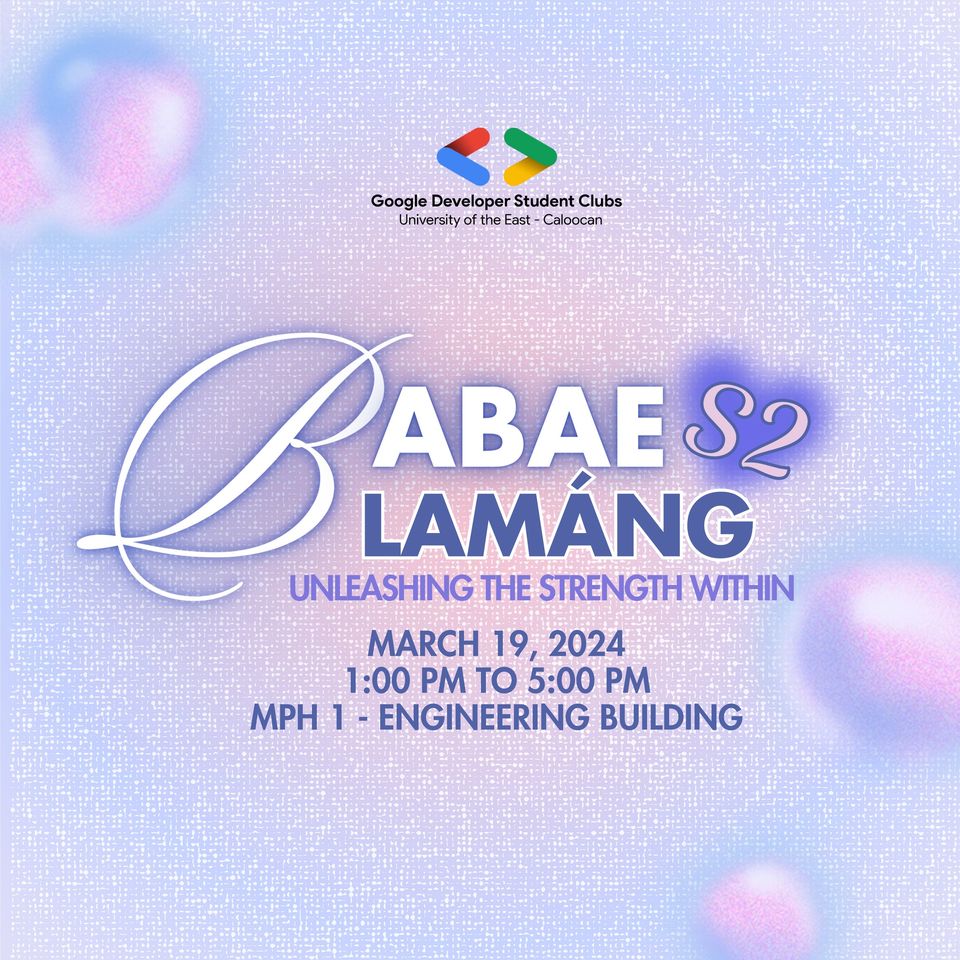 Google Developer Student Clubs
University of the East - Caloocan
BABAE S2
LAMÁNG
UNLEASHING THE STRENGTH WITHIN
MARCH 19, 2024
1:00 PM TO 5:00 PM
MPH 1 - ENGINEERING BUILDING